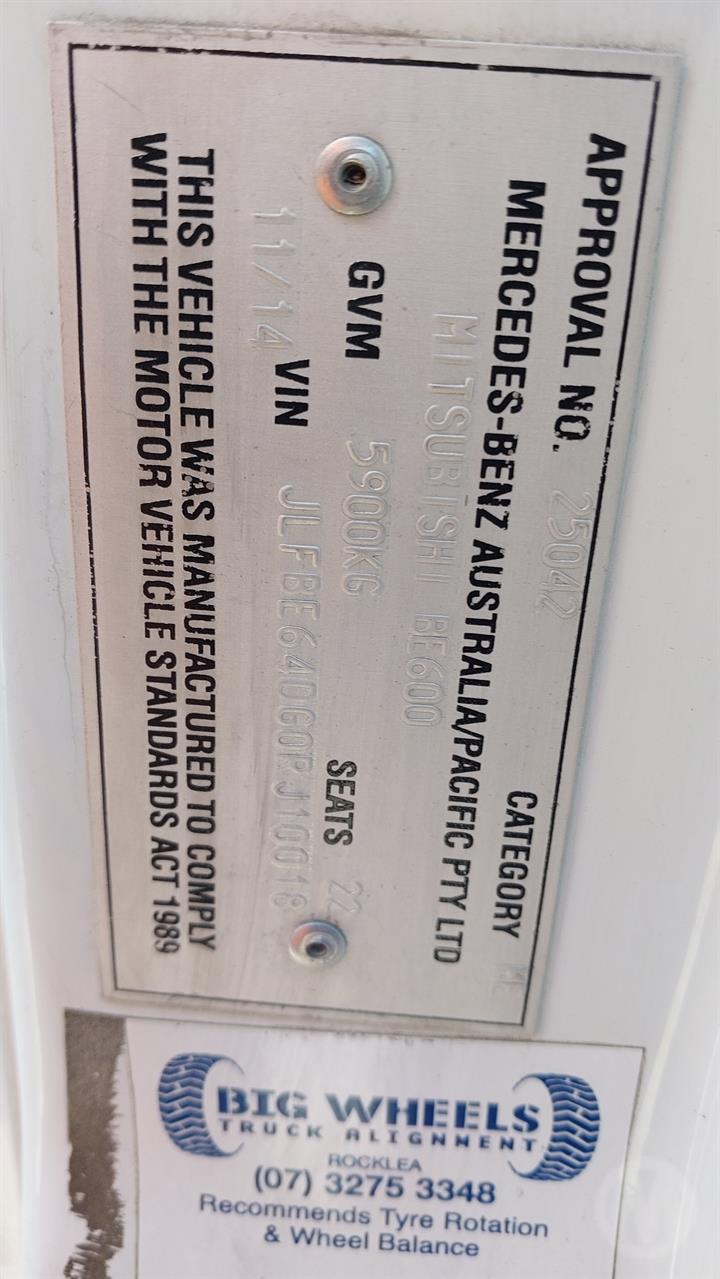 APPROVAL NO. 25042 CATEGORY ME
MERCEDES-BENZ AUSTRALIA/PACIFIC PTY LTD
MITSUBISHI BE600
GVM 5900KG SEATS 22
11/14 VIN JLFBE64DG0RJ10018
THIS VEHICLE WAS MANUFACTURED TO COMPLY
WITH THE MOTOR VEHICLE STANDARDS ACT 1989
BIG WHEELS
TRUCK ALIGNMENT
ROCKLEA
(07) 3275 3348
Recommends Tyre Rotation
& Wheel Balance